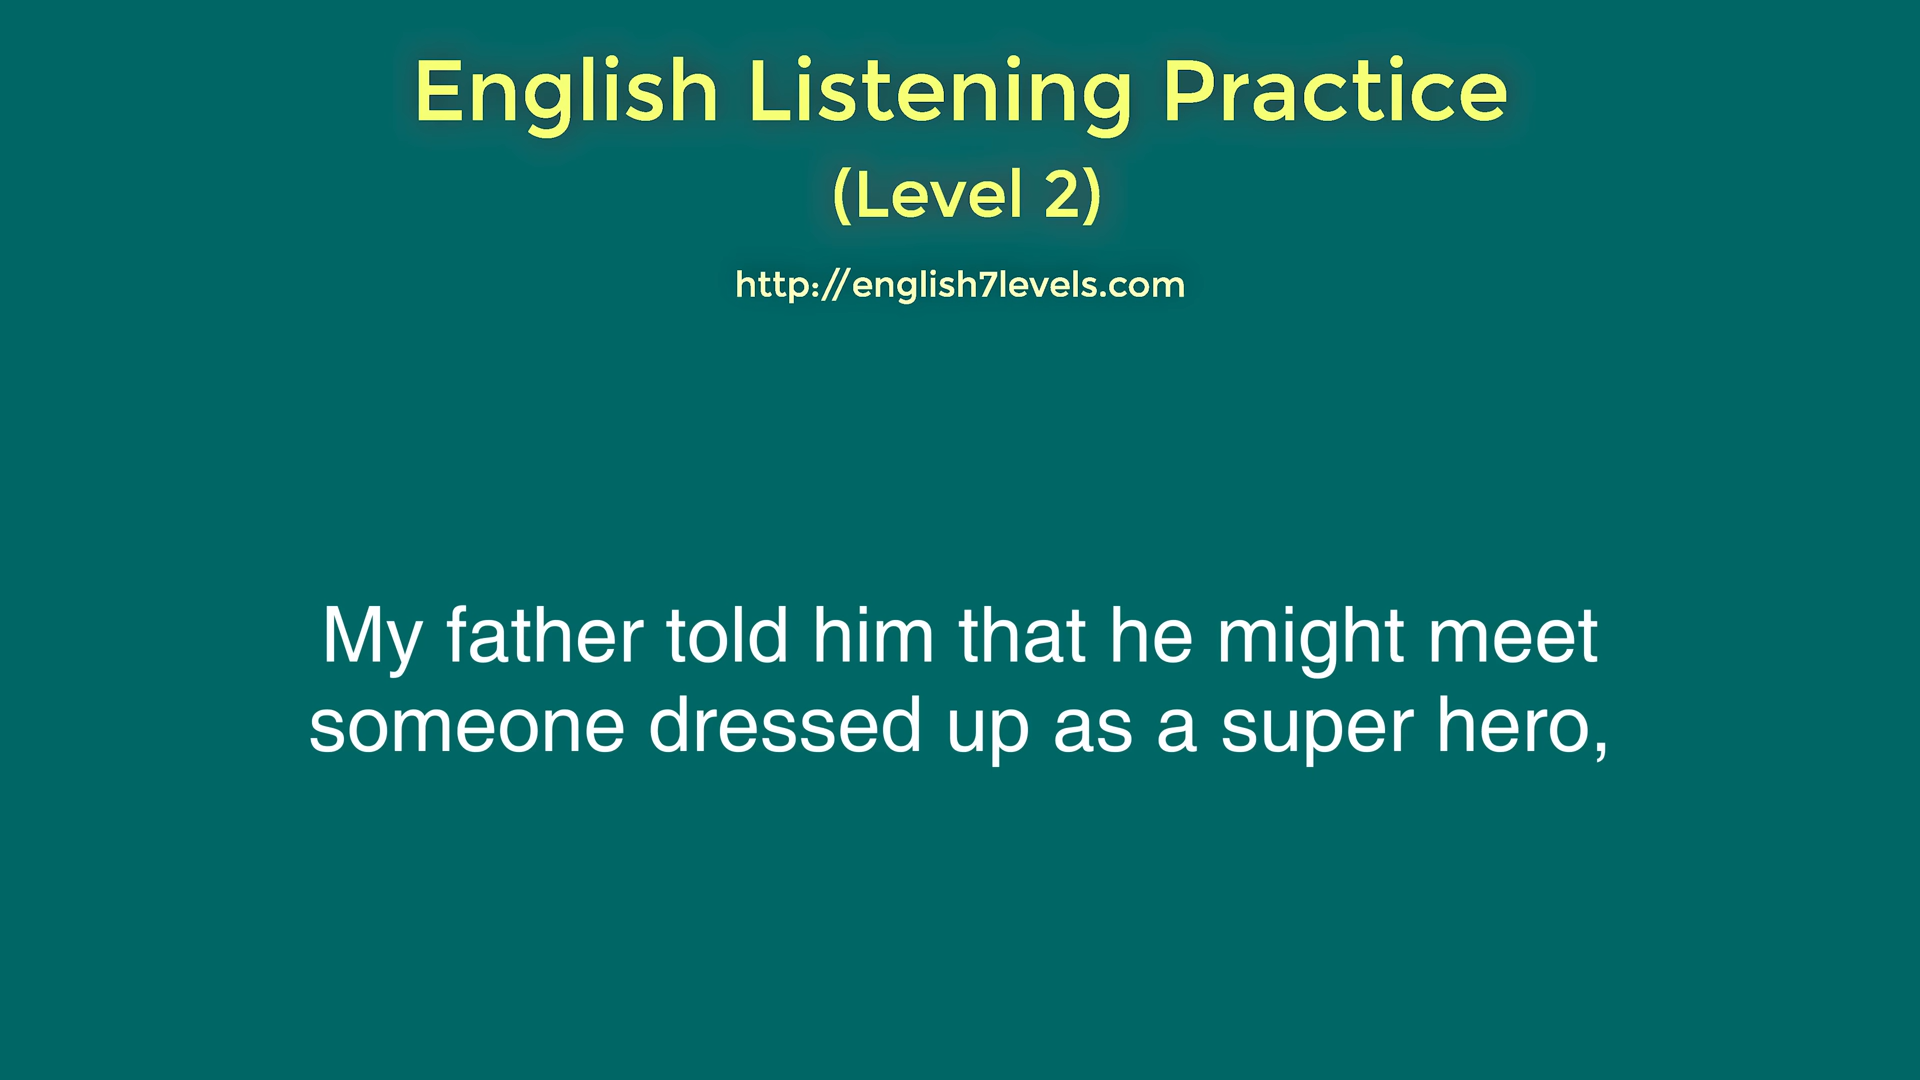 English Listening Practice
(Level 2)
http://english7levels.com
My father told him that he might meet
someone dressed up as a super hero,